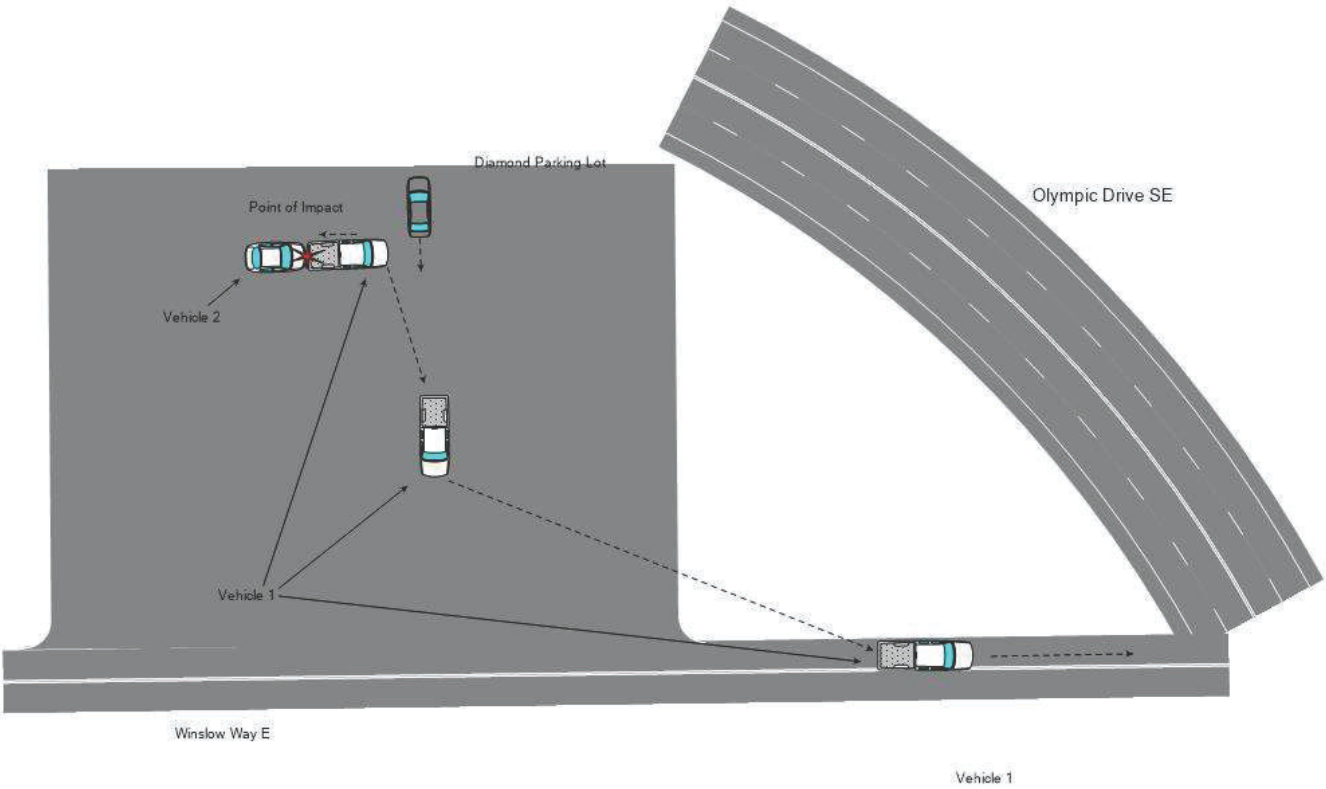 Diamond Parking Lot
Olympic Drive SE
Point of Impact
Vehicle 2
Vehicle 1
Winslow Way E
Vehicle 1